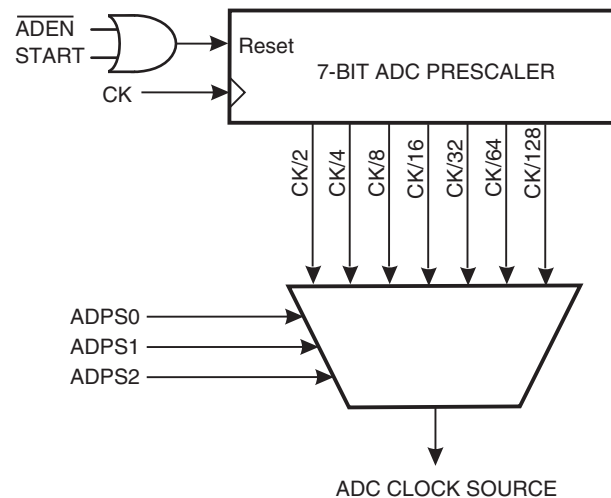 ADEN
START
Reset
7-BIT ADC PRESCALER
CK
CK/2
CK/4
CK/8
CK/16
CK/32
CK/64
CK/128
ADPS0
ADPS1
ADPS2
ADC CLOCK SOURCE